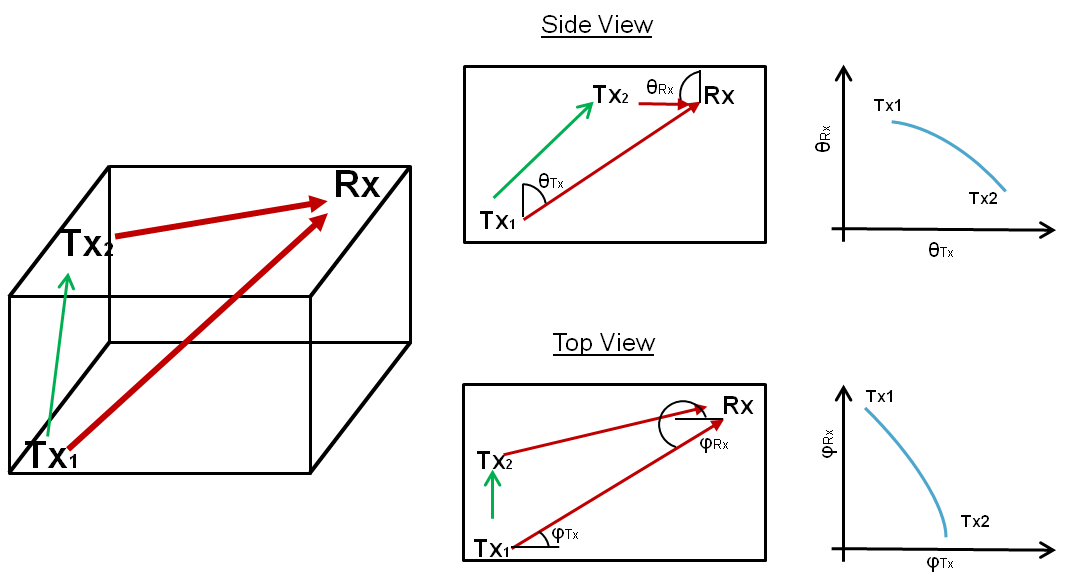 Side View
Tx2
θRx
Rx
θTx
Tx1
Tx1
θRx
Tx2
θTx
Rx
Tx2
Tx1
Top View
Rx
φRx
Tx2
φTx
Tx1
Tx1
φRx
Tx2
φTx